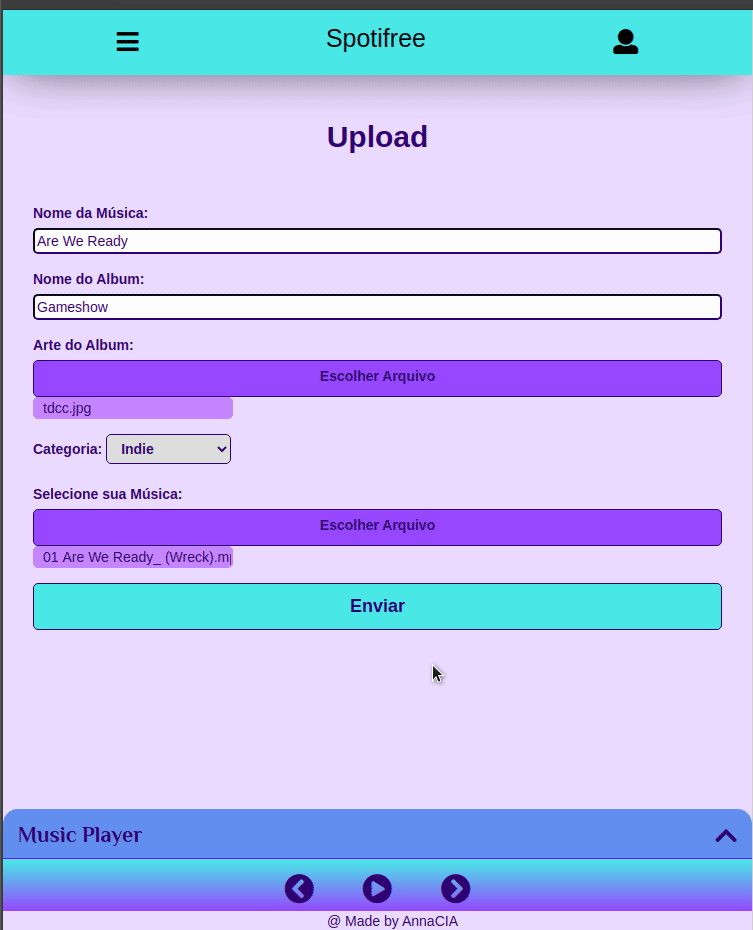 Spotifree
Upload
Nome da Música:
Are We Ready
Nome do Album:
Gameshow
Arte do Album:
Escolher Arquivo
tdcc.jpg
Categoria: Indie
Selecione sua Música:
Escolher Arquivo
01 Are We Ready_ (Wreck).m
Enviar
Music Player
@ Made by AnnaCIA